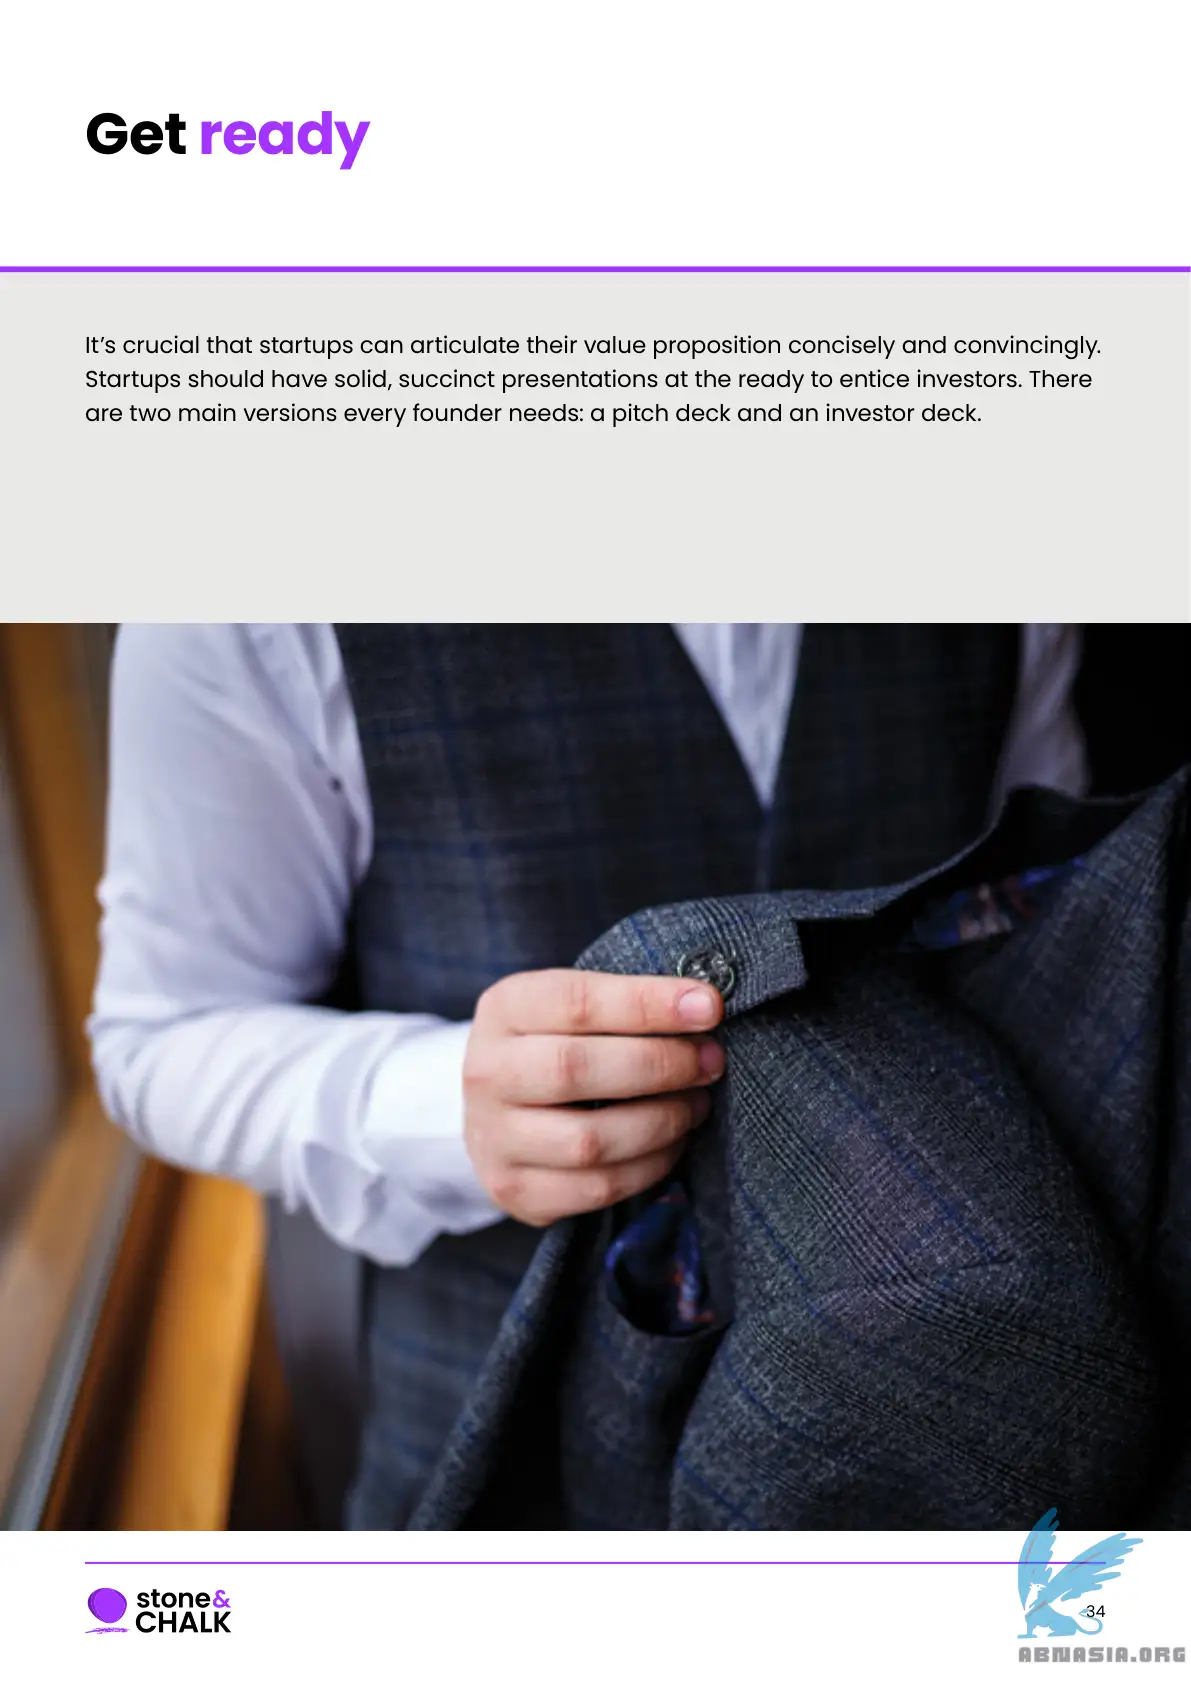 Get ready
It’s crucial that startups can articulate their value proposition concisely and convincingly.
Startups should have solid, succinct presentations at the ready to entice investors. There
are two main versions every founder needs: a pitch deck and an investor deck.
stone&
CHALK
34
ABNASIA.ORG